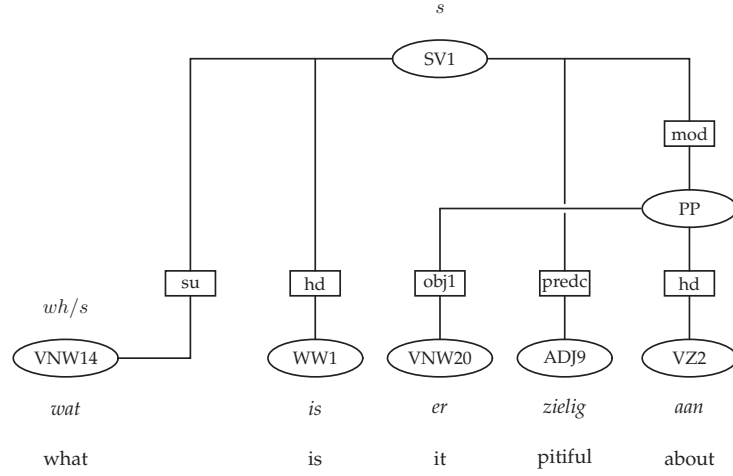 s
SV1
mod
PP
su hd obj1 predc hd
wh/s
VNW14 WW1 VNW20 ADJ9 VZ2
wat is er zielig aan
what is it pitiful about